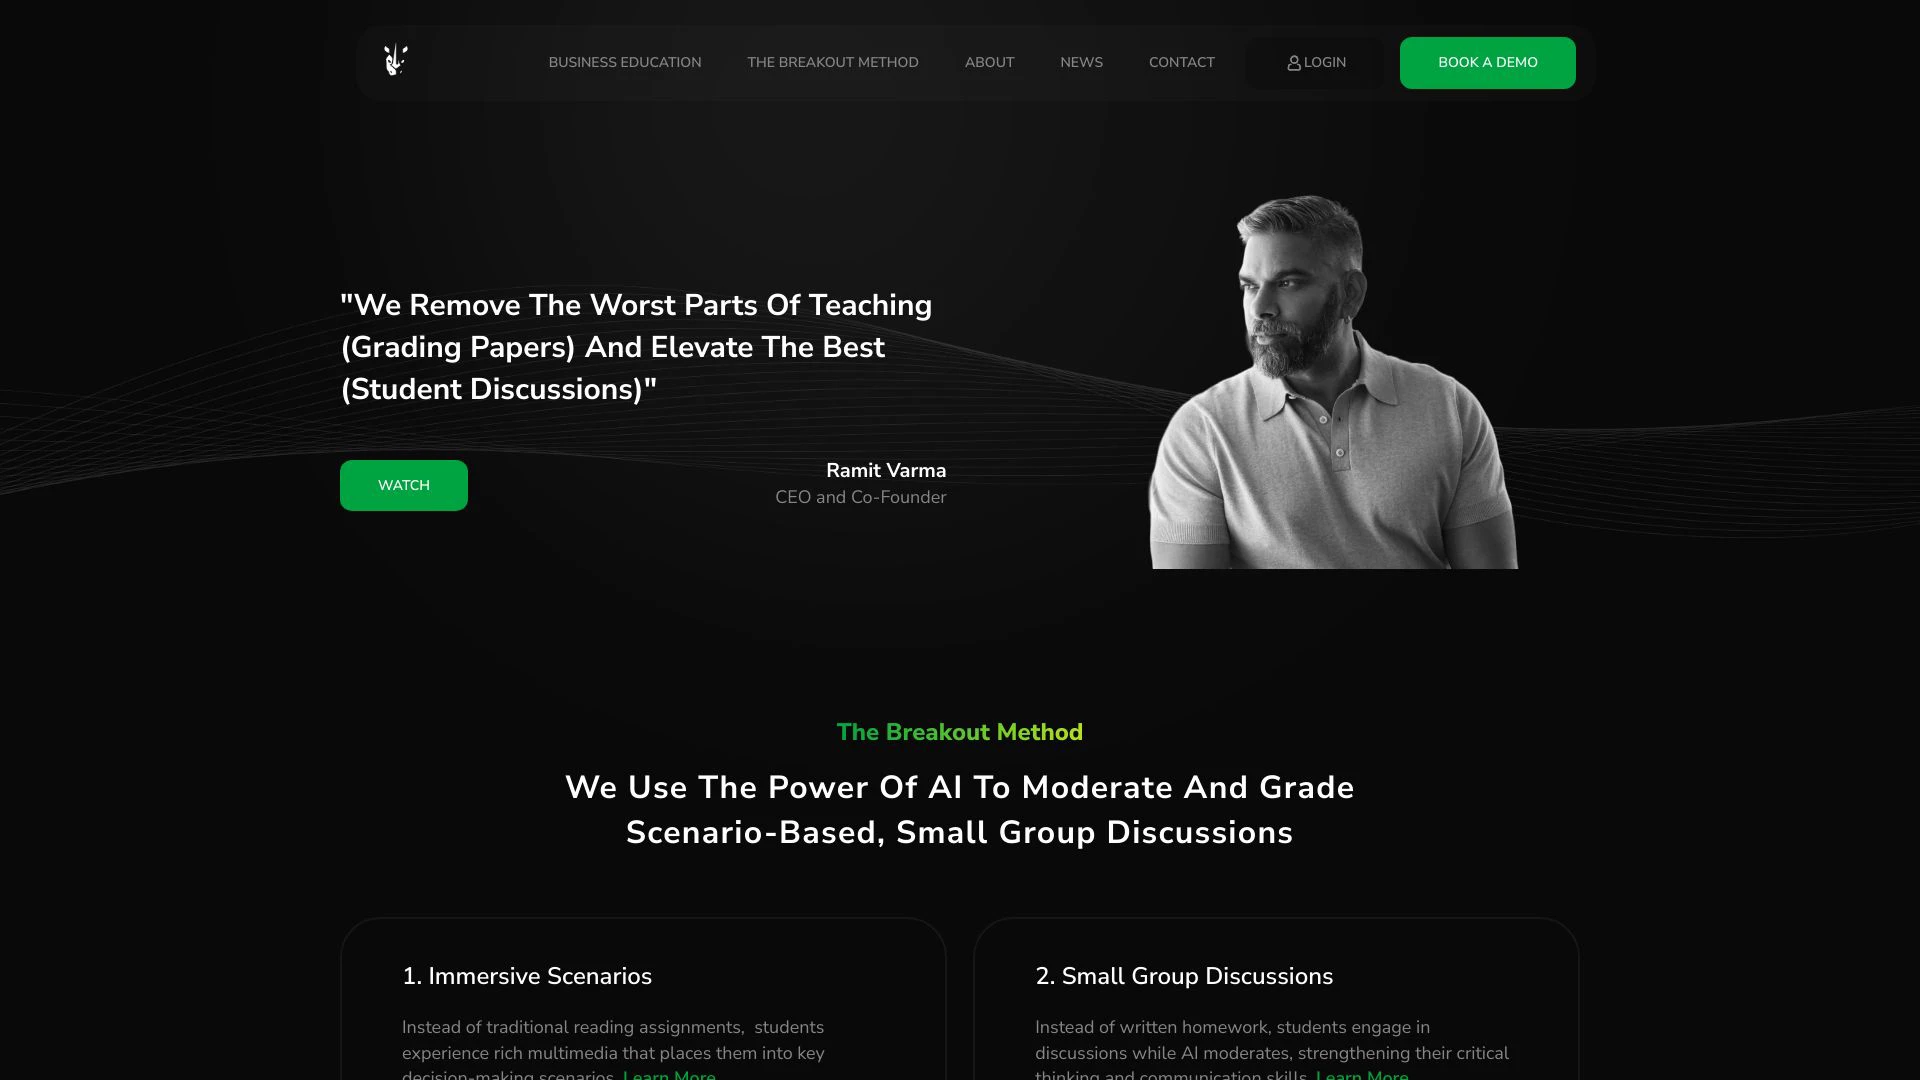 BUSINESS EDUCATION
THE BREAKOUT METHOD
ABOUT
NEWS
CONTACT
LOGIN
BOOK A DEMO
"We Remove The Worst Parts Of Teaching
(Grading Papers) And Elevate The Best
(Student Discussions)"
WATCH
Ramit Varma
CEO and Co-Founder
The Breakout Method
We Use The Power Of AI To Moderate And Grade
Scenario-Based, Small Group Discussions
1. Immersive Scenarios
Instead of traditional reading assignments,  students
experience rich multimedia that places them into key
decision-making scenarios. Learn More
2. Small Group Discussions
Instead of written homework, students engage in
discussions while AI moderates, strengthening their critical
thinking and communication skills. Learn More